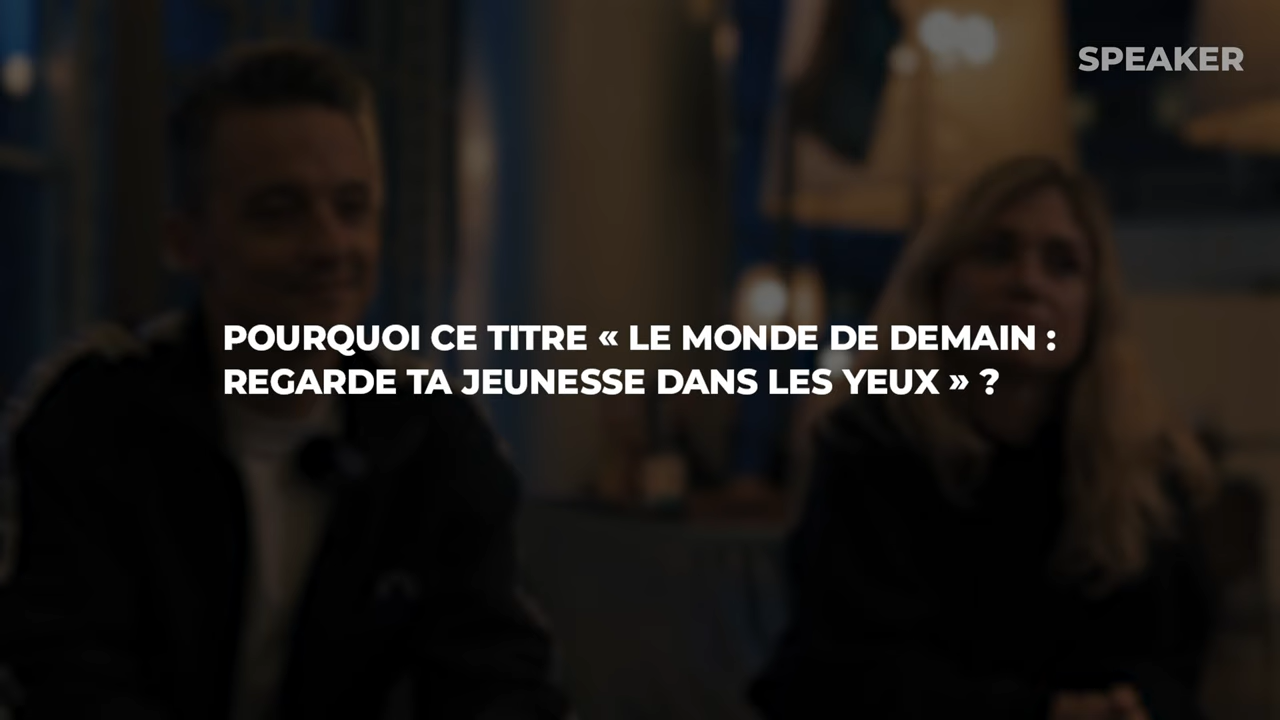 SPEAKER
POURQUOI CE TITRE « LE MONDE DE DEMAIN :
REGARDE TA JEUNESSE DANS LES YEUX » ?